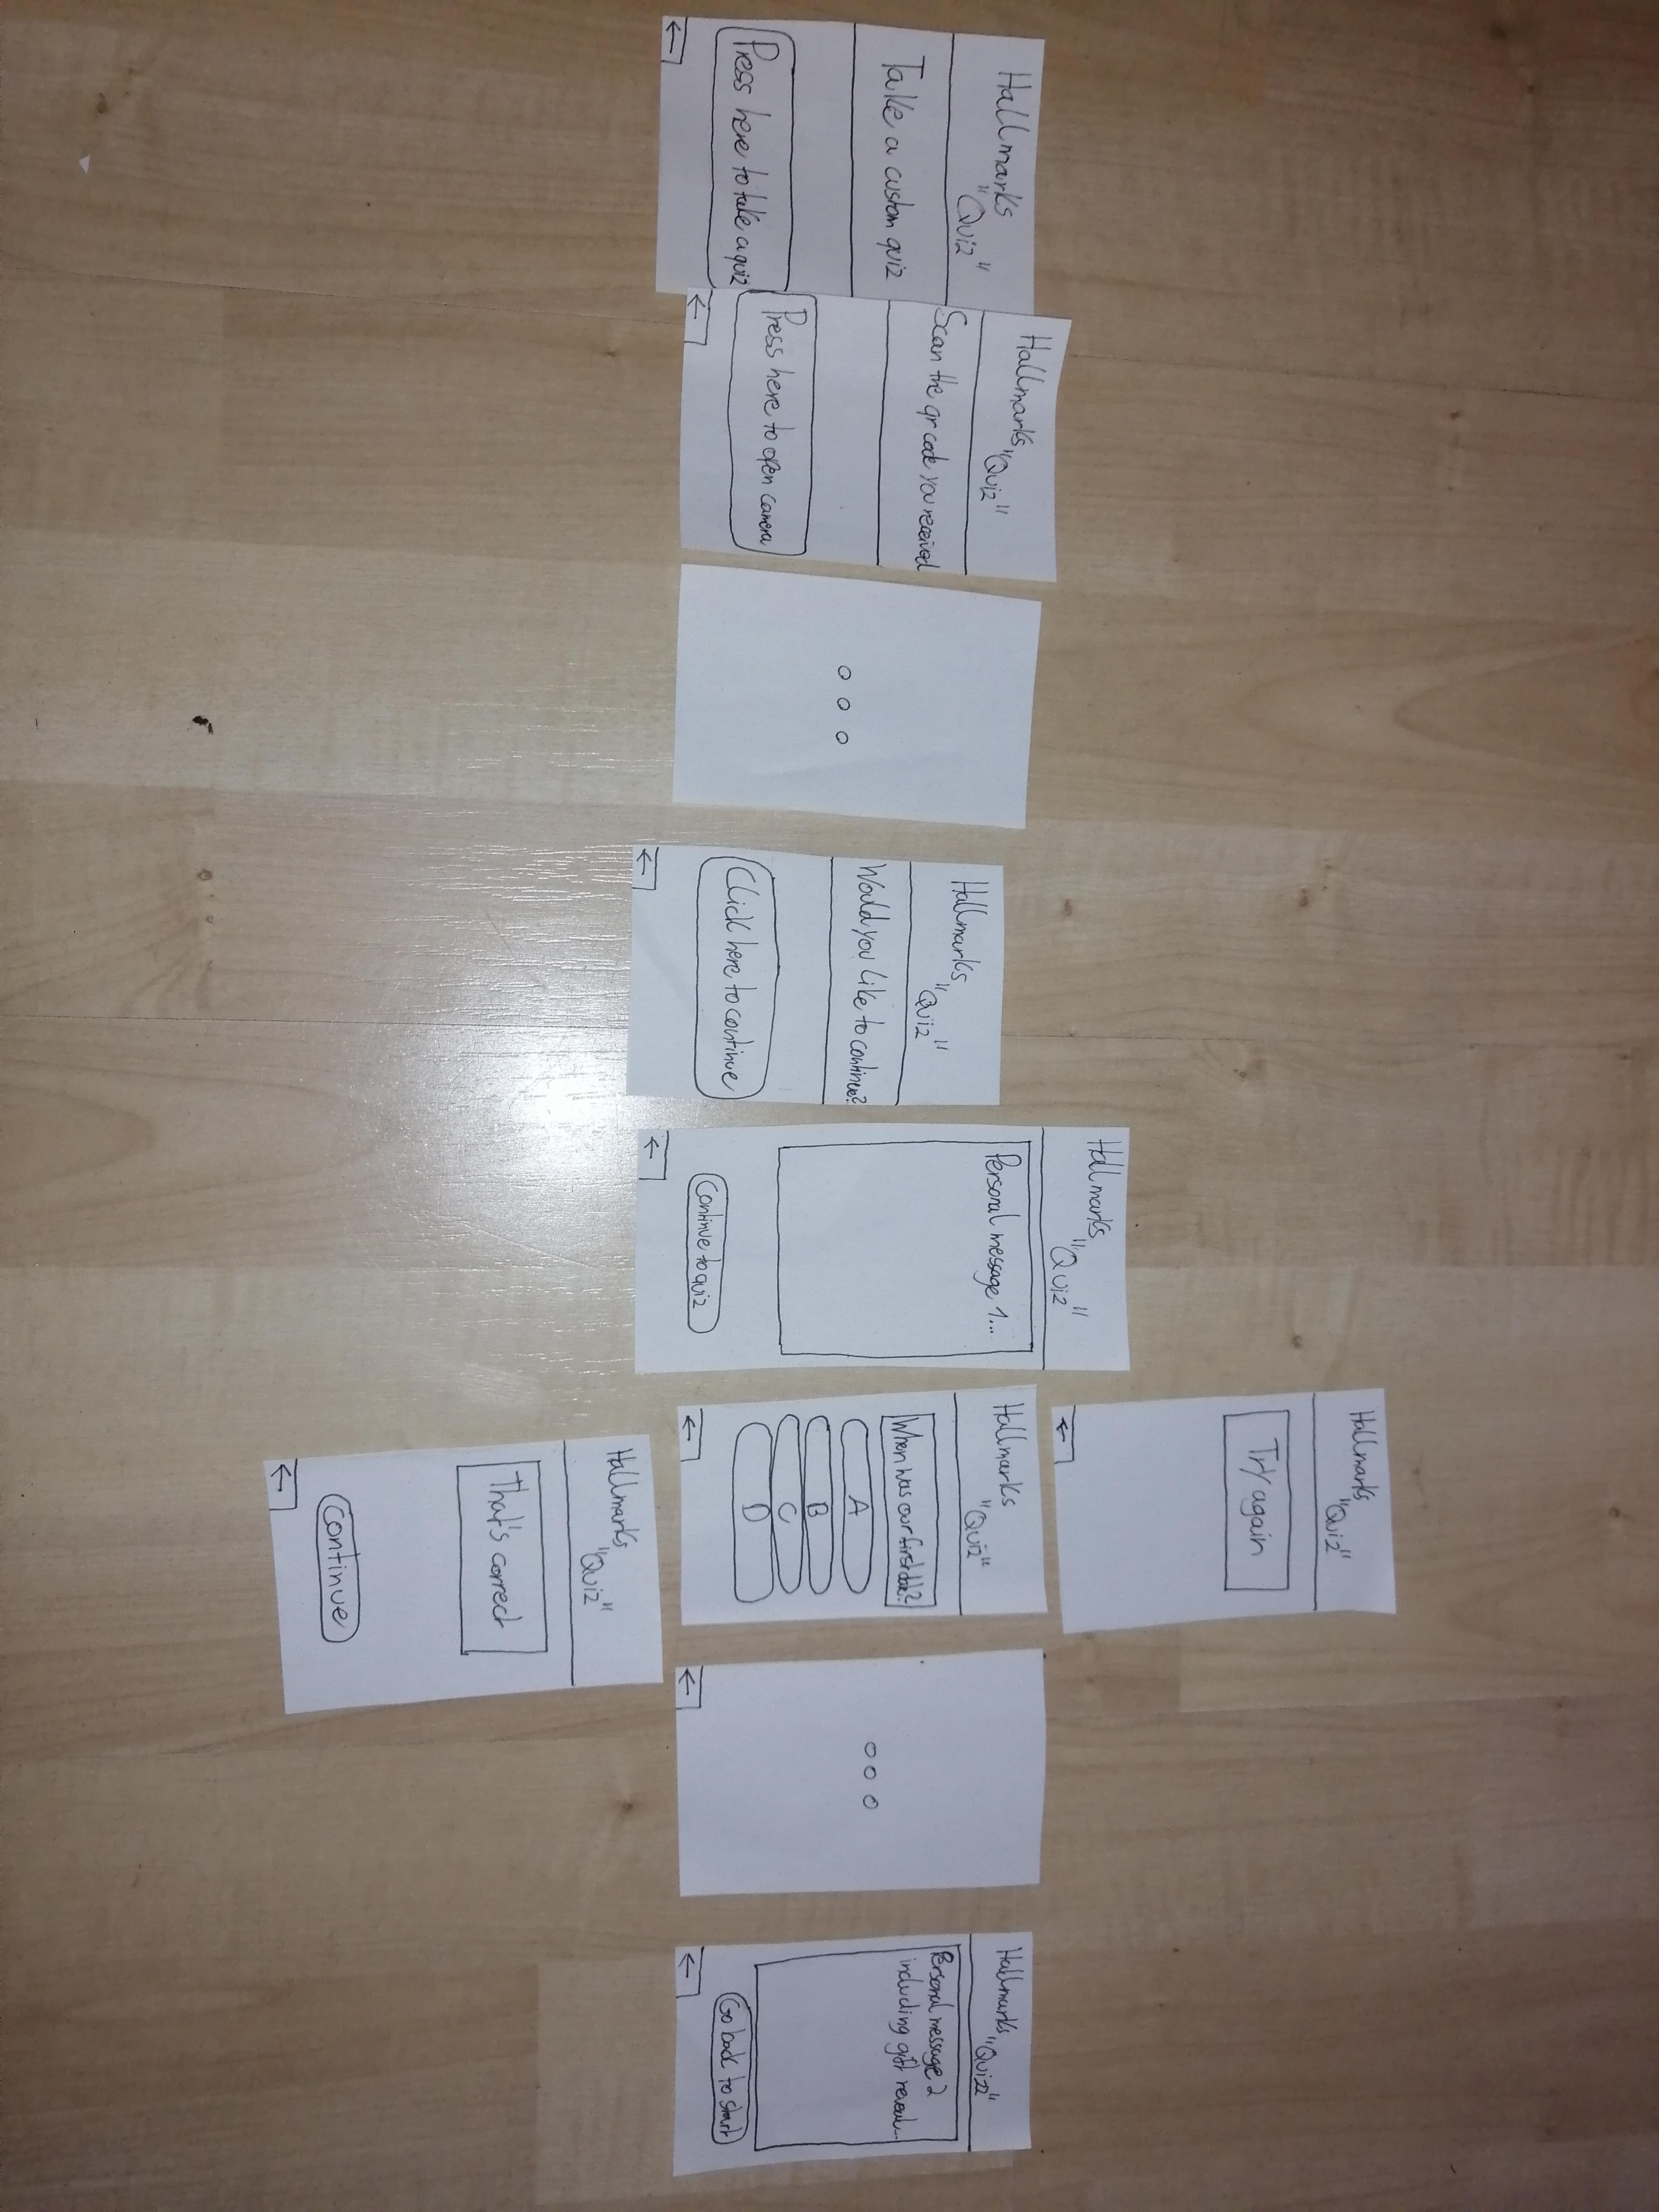 Hallmarks
"Quiz"
Take a custom quiz
Press here to take a quiz
←
Hallmarks
"Quiz"
Scan the qr code you received
Press here to open camera
←
o o o
Hallmarks
"Quiz"
Would you like to continue?
Click here to continue
←
Hallmarks
"Quiz"
Personal message 1...
Continue to quiz
←
Hallmarks
"Quiz"
Try again
←
Hallmarks
"Quiz"
When was our first date?
A
B
C
D
←
Hallmarks
"Quiz"
That's correct
Continue
←
o o o
←
Hallmarks
"Quizz"
Personal message 2
including gift reveal...
Go back to start
←